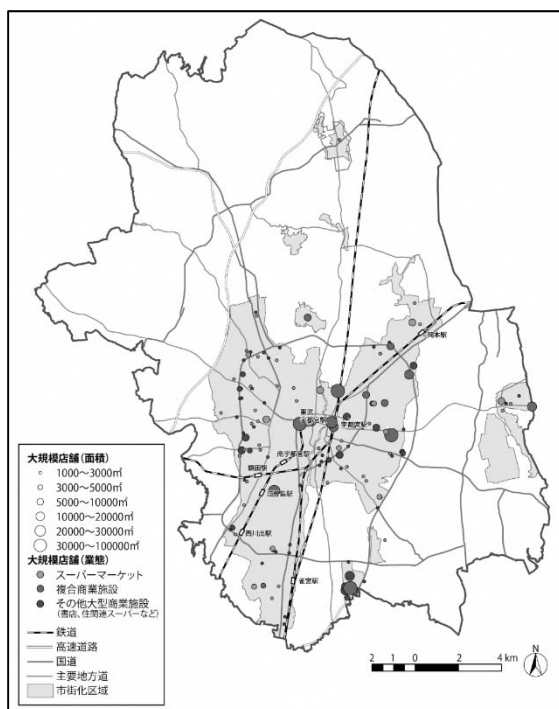 岡本駅
東武
宇都宮駅
宇都宮駅
南宇都宮駅
鶴田駅
江曽島駅
西川田駅
雀宮駅
大規模店舗(面積)
1000〜3000㎡
3000〜5000㎡
5000〜10000㎡
10000〜20000㎡
20000〜30000㎡
30000〜100000㎡
大規模店舗(業態)
スーパーマーケット
複合商業施設
その他大型商業施設
(書店、住関連スーパーなど)
鉄道
高速道路
国道
主要地方道
市街化区域
N
2 1 0 2 4 km